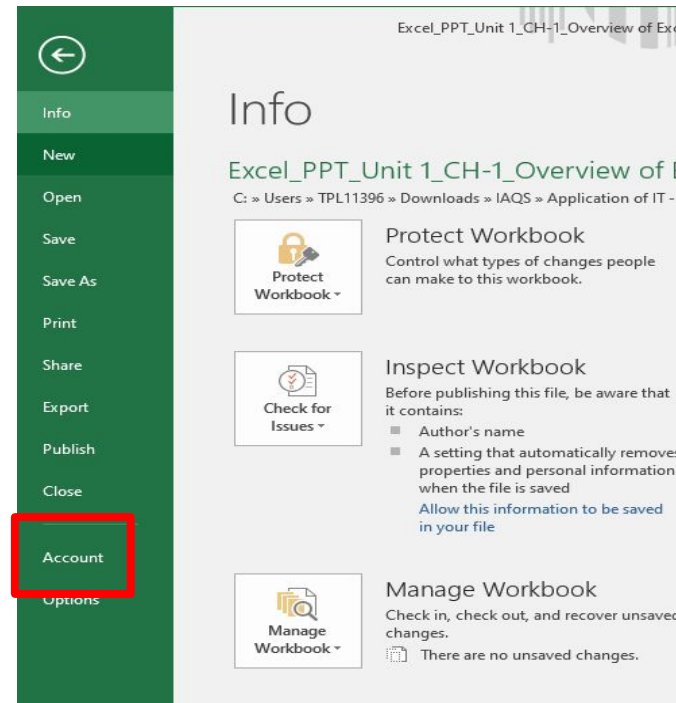 Excel_PPT_Unit 1_CH-1_Overview of
Info
Info
New
Excel_PPT_Unit 1_CH-1_Overview of
Open
C: » Users » TPL11396 » Downloads » IAQS » Application of IT -
Save
Protect Workbook
Protect
Workbook
Control what types of changes people
can make to this workbook.
Save As
Print
Share
Inspect Workbook
Check for
Issues
Before publishing this file, be aware that
it contains:
Export
Author's name
Publish
A setting that automatically removes
properties and personal information
when the file is saved
Close
Allow this information to be saved
in your file
Account
Options
Manage Workbook
Manage
Workbook
Check in, check out, and recover unsaved
changes.
There are no unsaved changes.